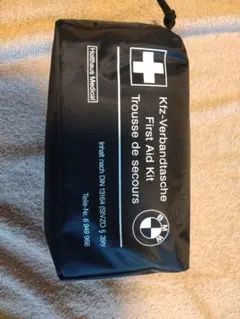 Kfz-Verbandtasche
First Aid Kit
Trousse de secours
BMW
Holthaus Medical
Inhalt nach DIN 13164 (StVZO § 35h)
Teile-Nr. 6 949 956